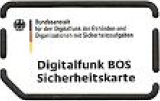 Bundesanstalt
für den Digitalfunk der Behörden und
Organisationen mit Sicherheitsaufgaben
Digitalfunk BOS
Sicherheitskarte